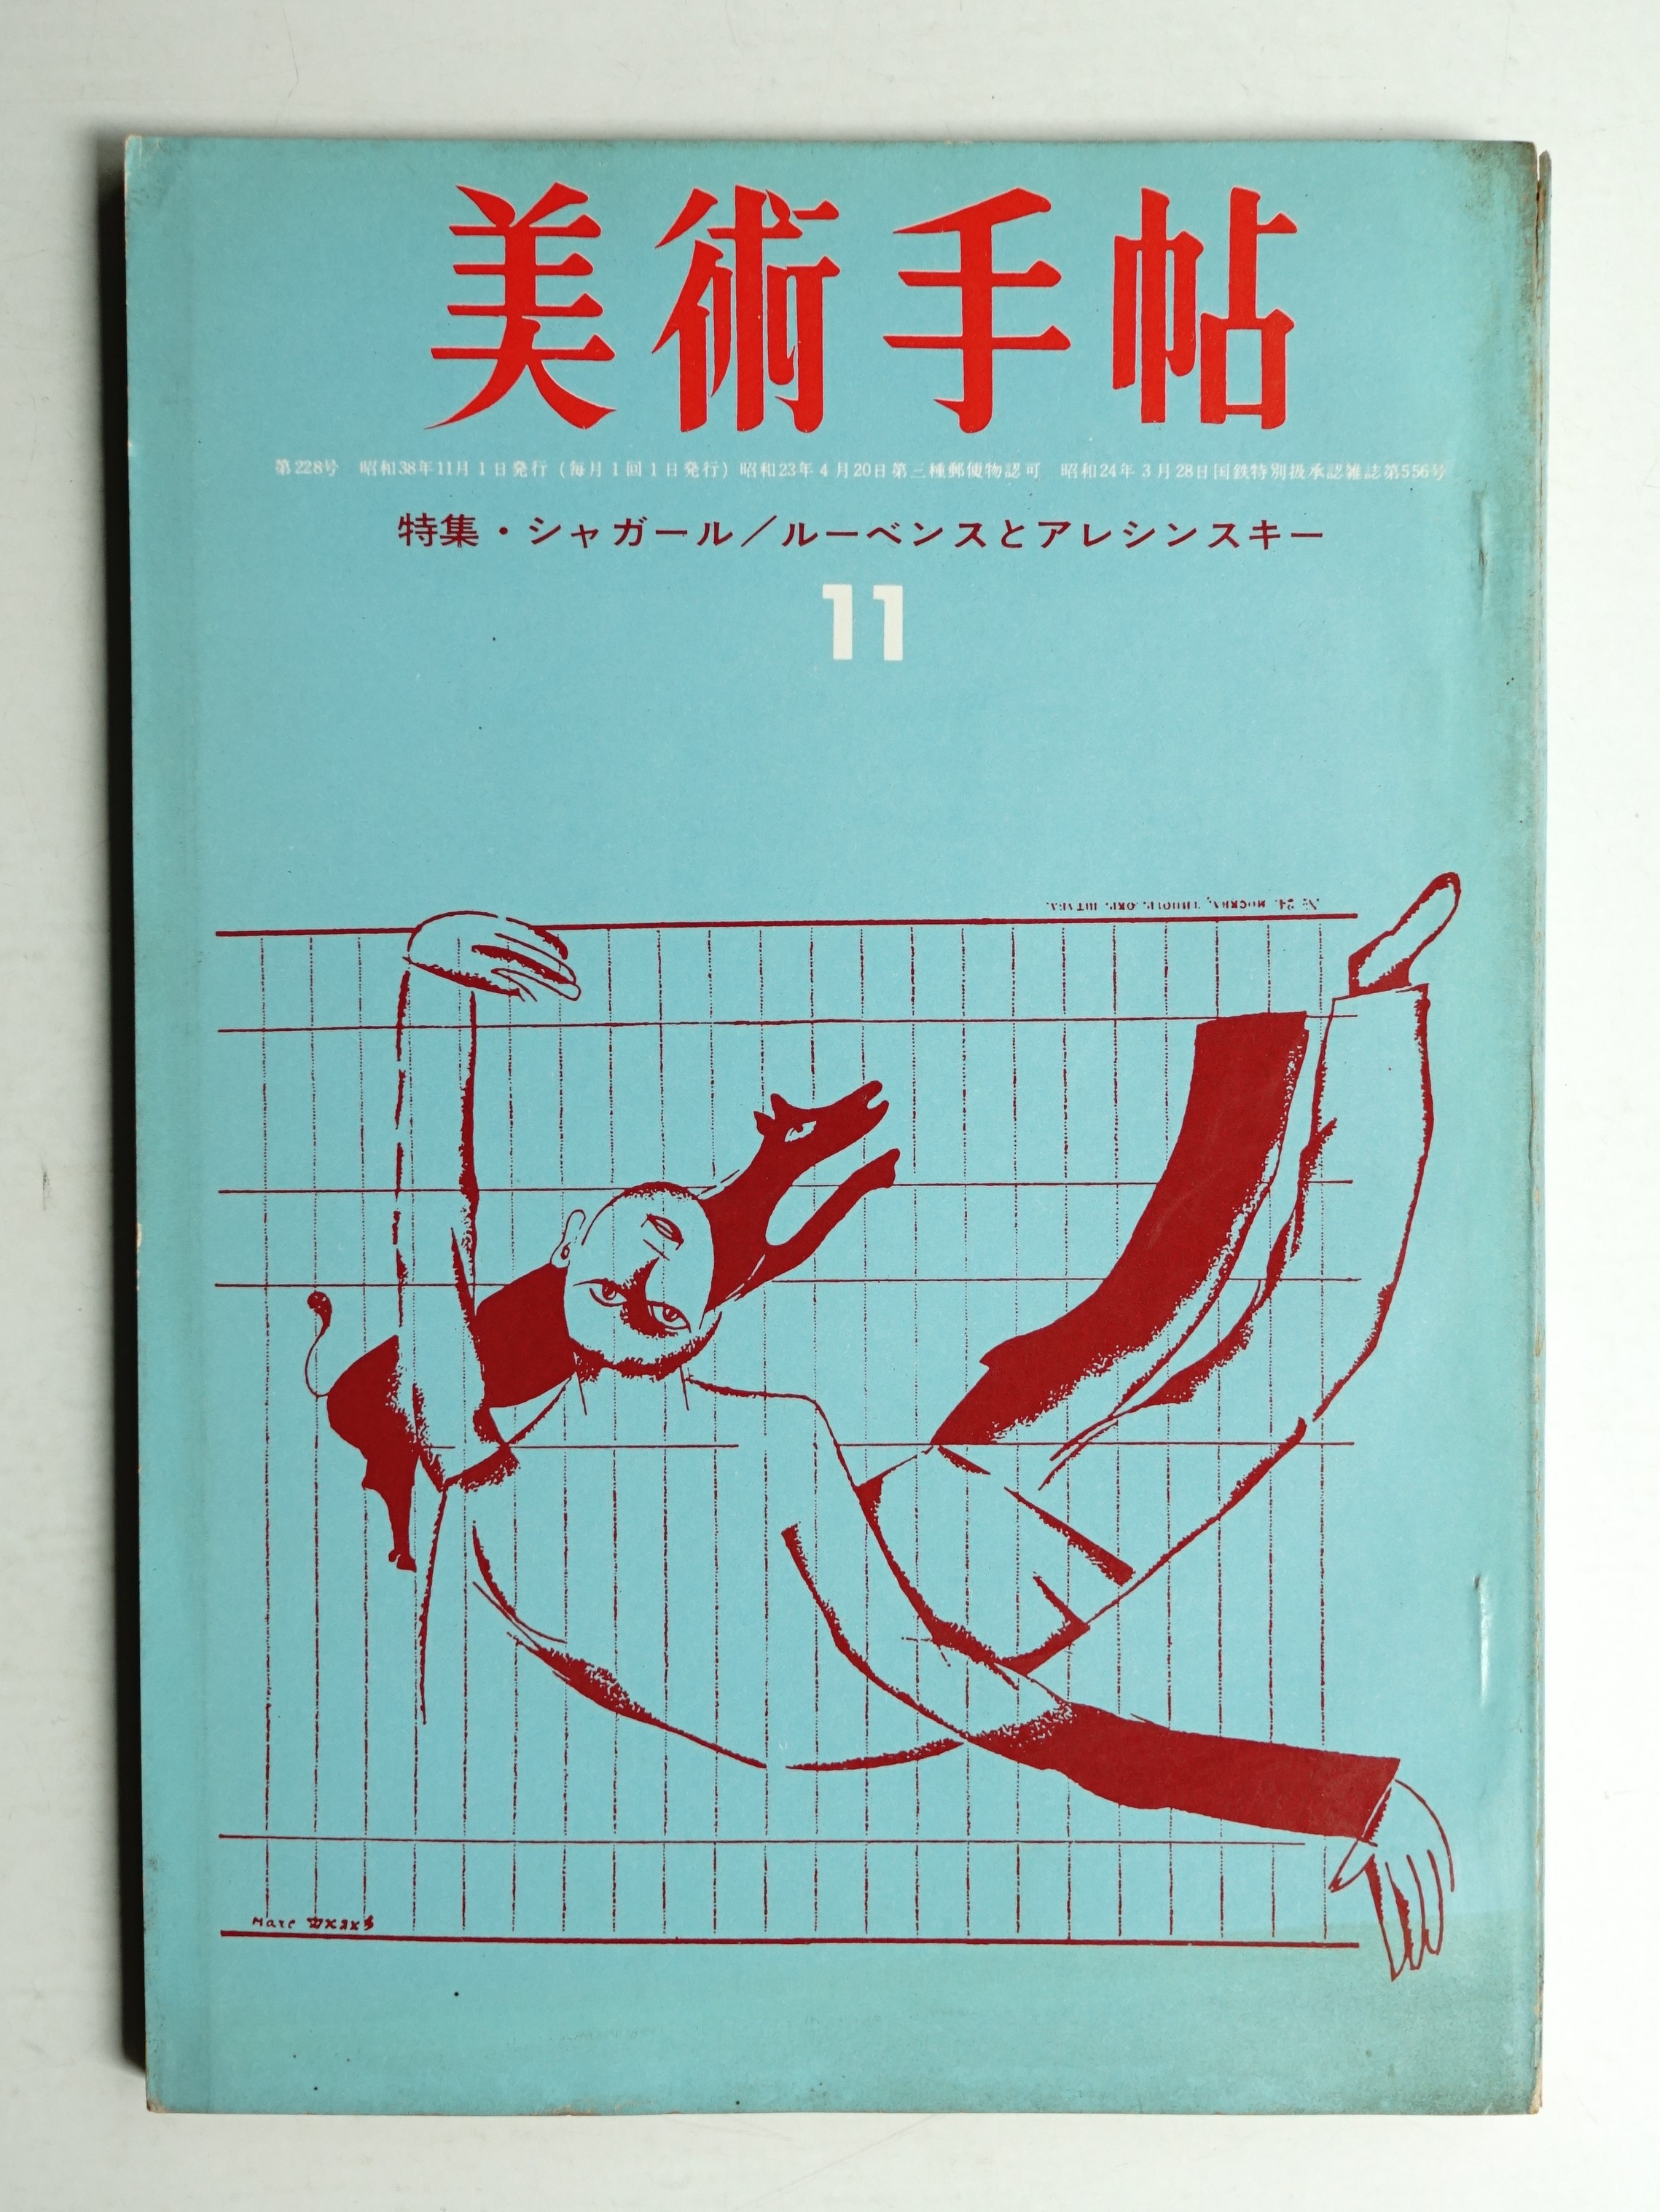 美術手帖
第228号 昭和38年11月1日発行(毎月1回1日発行)昭和23年4月20日第三種郵便物認可 昭和24年3月28日国鉄特別扱承認雑誌第556号
特集・シャガール／ルーベンスとアレシンスキー
11
№ 24. МОСКВА,
Marc